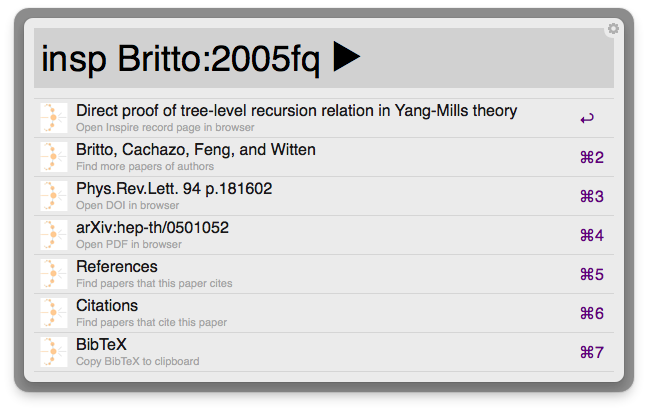 insp Britto:2005fq ▶
Direct proof of tree-level recursion relation in Yang-Mills theory
Open Inspire record page in browser
↩
Britto, Cachazo, Feng, and Witten
Find more papers of authors
⌘2
Phys.Rev.Lett. 94 p.181602
Open DOI in browser
⌘3
arXiv:hep-th/0501052
Open PDF in browser
⌘4
References
Find papers that this paper cites
⌘5
Citations
Find papers that cite this paper
⌘6
BibTeX
Copy BibTeX to clipboard
⌘7